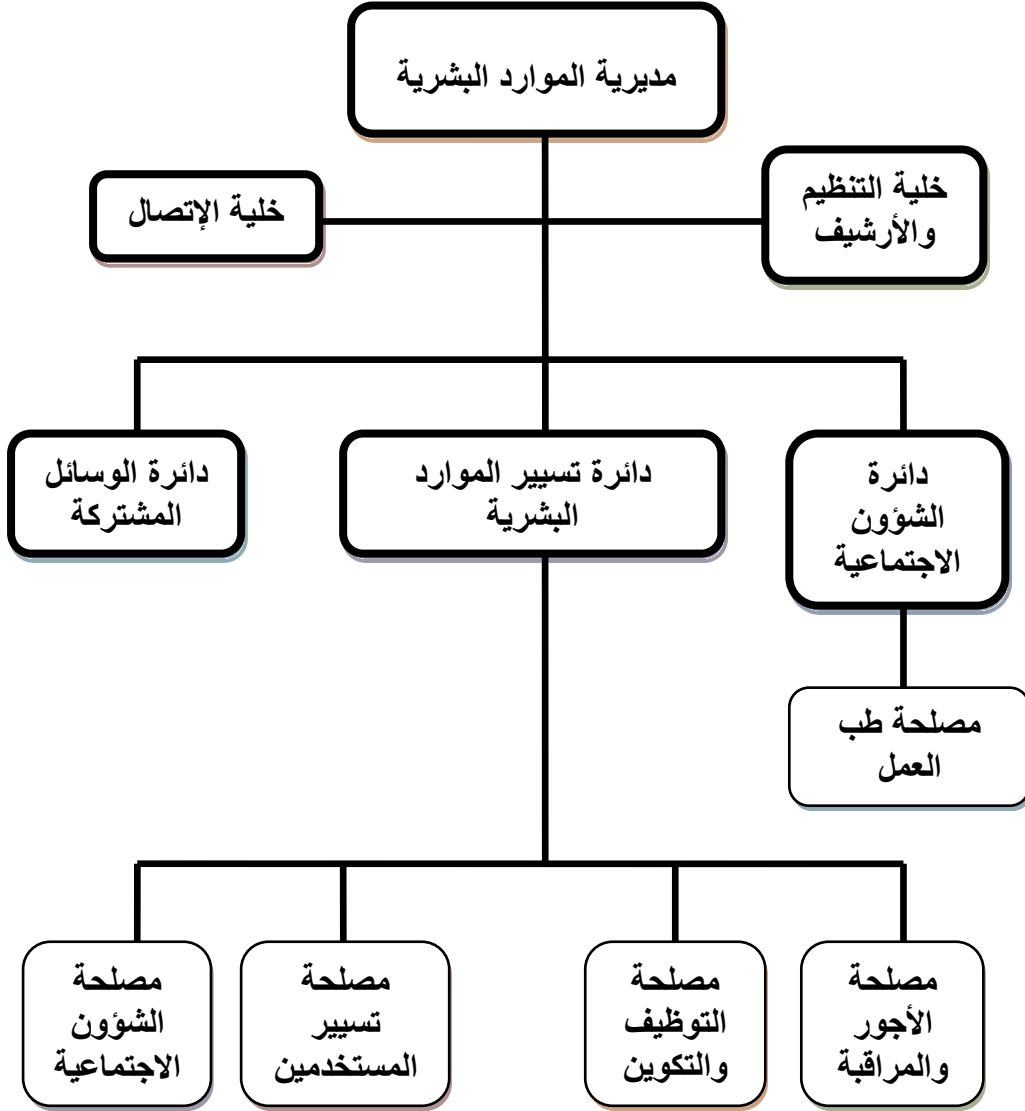 مديرية الموارد البشرية
خلية التنظيم
والأرشيف
خلية الإتصال
دائرة
الشؤون
الاجتماعية
دائرة تسيير الموارد
البشرية
دائرة الوسائل
المشتركة
مصلحة طب
العمل
مصلحة
الأجور
والمراقبة
مصلحة
التوظيف
والتكوين
مصلحة
تسيير
المستخدمين
مصلحة
الشؤون
الاجتماعية